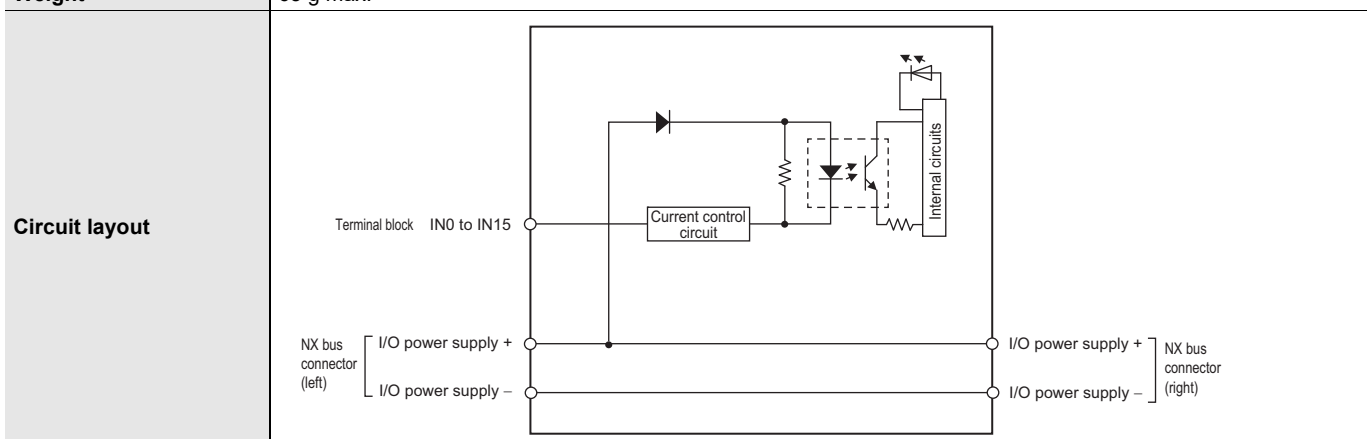 Weight
Circuit layout
Internal circuits
Terminal block IN0 to IN15
Current control
circuit
NX bus
connector
(left)
I/O power supply +
I/O power supply −
I/O power supply +
I/O power supply −
NX bus
connector
(right)